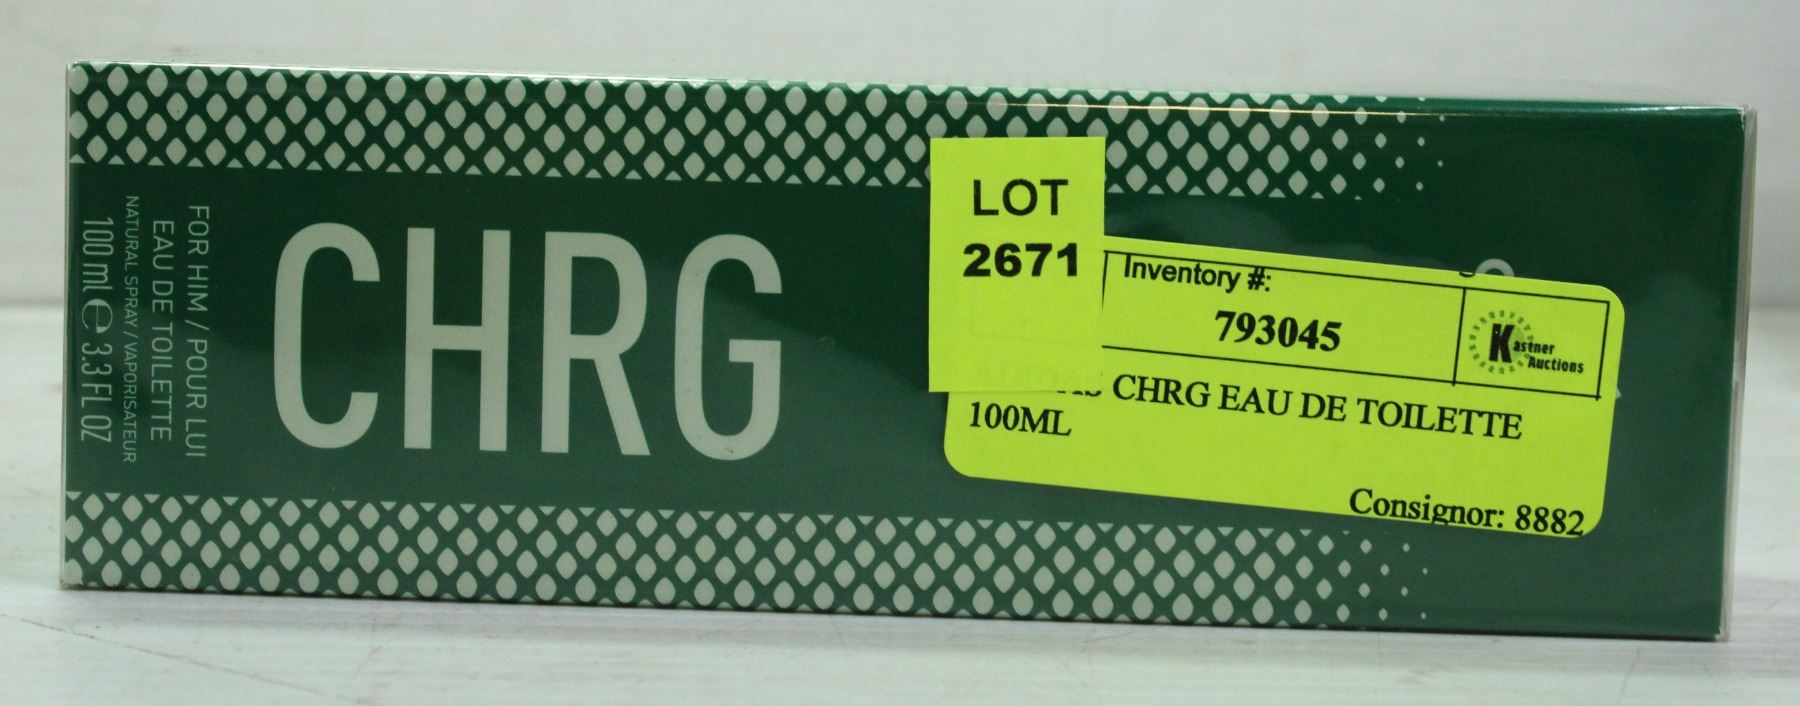 FOR HIM / POUR LUI
EAU DE TOILETTE
NATURAL SPRAY / VAPORISATEUR
100 ml ℮ 3.3 FL OZ
CHRG
LOT
2671
Inventory #:
793045
Kastner
Auctions
CHRG EAU DE TOILETTE
100ML
Consignor: 8882